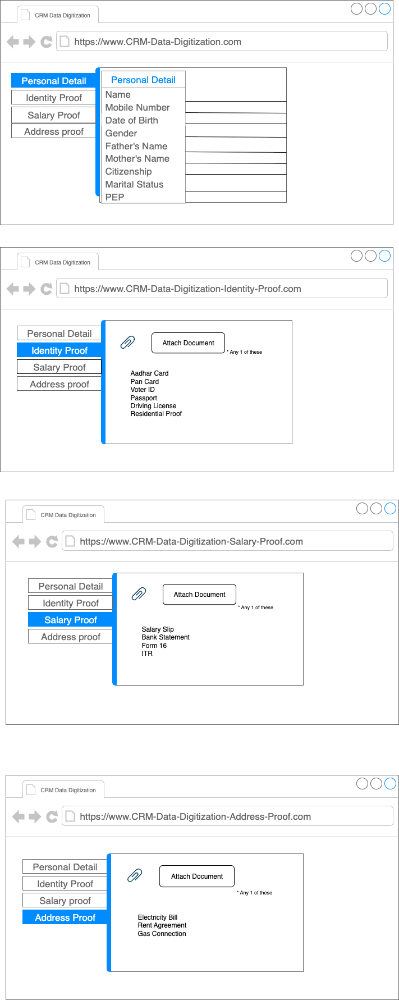 CRM Data Digitization
https://www.CRM-Data-Digitization.com
Personal Detail
Identity Proof
Salary Proof
Address proof
Personal Detail
Name
Mobile Number
Date of Birth
Gender
Father's Name
Mother's Name
Citizenship
Marital Status
PEP
CRM Data Digitization
https://www.CRM-Data-Digitization-Identity-Proof.com
Personal Detail
Identity Proof
Salary Proof
Address proof
Attach Document
* Any 1 of these
Aadhar Card
Pan Card
Voter ID
Passport
Driving License
Residential Proof
CRM Data Digitization
https://www.CRM-Data-Digitization-Salary-Proof.com
Personal Detail
Identity Proof
Salary Proof
Address proof
Attach Document
* Any 1 of these
Salary Slip
Bank Statement
Form 16
ITR
CRM Data Digitization
https://www.CRM-Data-Digitization-Address-Proof.com
Personal Detail
Identity Proof
Salary proof
Address Proof
Attach Document
* Any 1 of these
Electricity Bill
Rent Agreement
Gas Connection